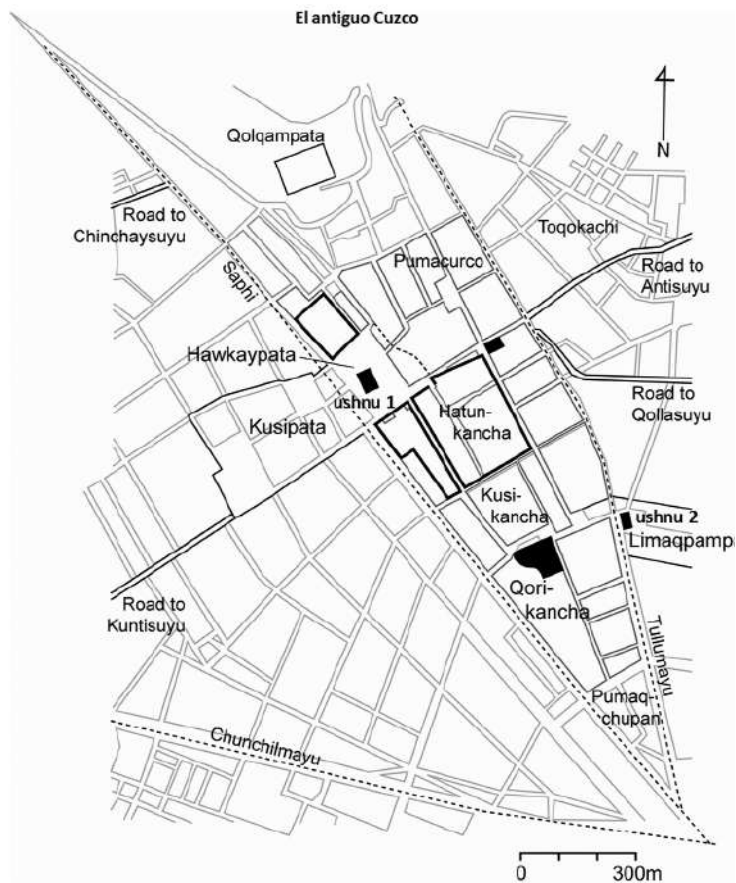 El antiguo Cuzco
Qolqampata
N
Road to
Chinchaysuyu
Toqokachi
Pumacurco
Road to
Antisuyu
Saphi
Hawkaypata
ushnu 1
Road to
Qollasuyu
Hatun-
kancha
Kusipata
Kusi-
kancha
ushnu 2
Limaqpampa
Qori-
kancha
Road to
Kuntisuyu
Tullumayu
Pumaq-
chupan
Chunchilmayu
0 300m